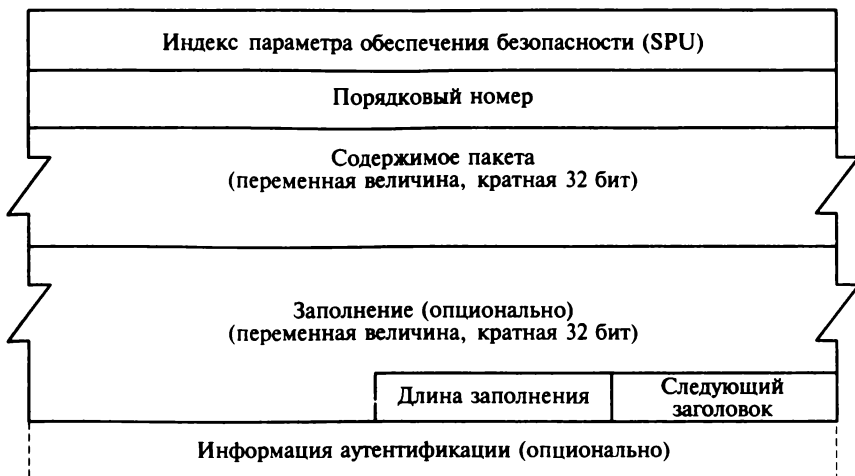 Индекс параметра обеспечения безопасности (SPU)
Порядковый номер
Содержимое пакета
(переменная величина, кратная 32 бит)
Заполнение (опционально)
(переменная величина, кратная 32 бит)
Длина заполнения
Следующий
заголовок
Информация аутентификации (опционально)